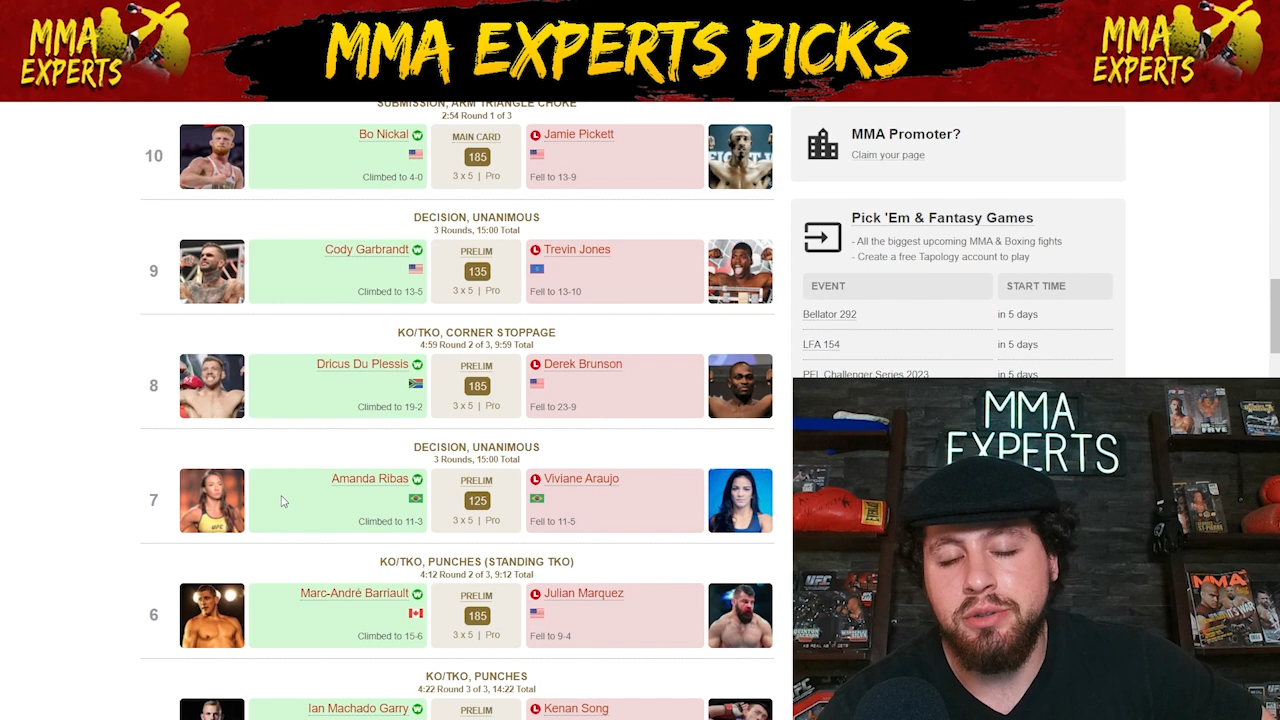 MMA EXPERTS
MMA EXPERTS PICKS
MMA EXPERTS
SUBMISSION, ARM TRIANGLE CHOKE
2:54 Round 1 of 3
10
Bo Nickal W
Climbed to 4-0
MAIN CARD
185
3 x 5 | Pro
L Jamie Pickett
Fell to 13-9
DECISION, UNANIMOUS
3 Rounds, 15:00 Total
9
Cody Garbrandt W
Climbed to 13-5
PRELIM
135
3 x 5 | Pro
L Trevin Jones
Fell to 13-10
KO/TKO, CORNER STOPPAGE
4:59 Round 2 of 3, 9:59 Total
8
Dricus Du Plessis W
Climbed to 19-2
PRELIM
185
3 x 5 | Pro
L Derek Brunson
Fell to 23-9
DECISION, UNANIMOUS
3 Rounds, 15:00 Total
7
Amanda Ribas W
Climbed to 11-3
PRELIM
125
3 x 5 | Pro
L Viviane Araujo
Fell to 11-5
KO/TKO, PUNCHES (STANDING TKO)
4:12 Round 2 of 3, 9:12 Total
6
Marc-André Barriault W
Climbed to 15-6
PRELIM
185
3 x 5 | Pro
L Julian Marquez
Fell to 9-4
KO/TKO, PUNCHES
4:22 Round 3 of 3, 14:22 Total
Ian Machado Garry W
PRELIM
L Kenan Song
MMA Promoter?
Claim your page
Pick 'Em & Fantasy Games
- All the biggest upcoming MMA & Boxing fights
- Create a free Tapology account to play
EVENT START TIME
Bellator 292 in 5 days
LFA 154 in 5 days
PFL Challenger Series 2023 in 5 days
MMA
EXPERTS
UFC
MMA